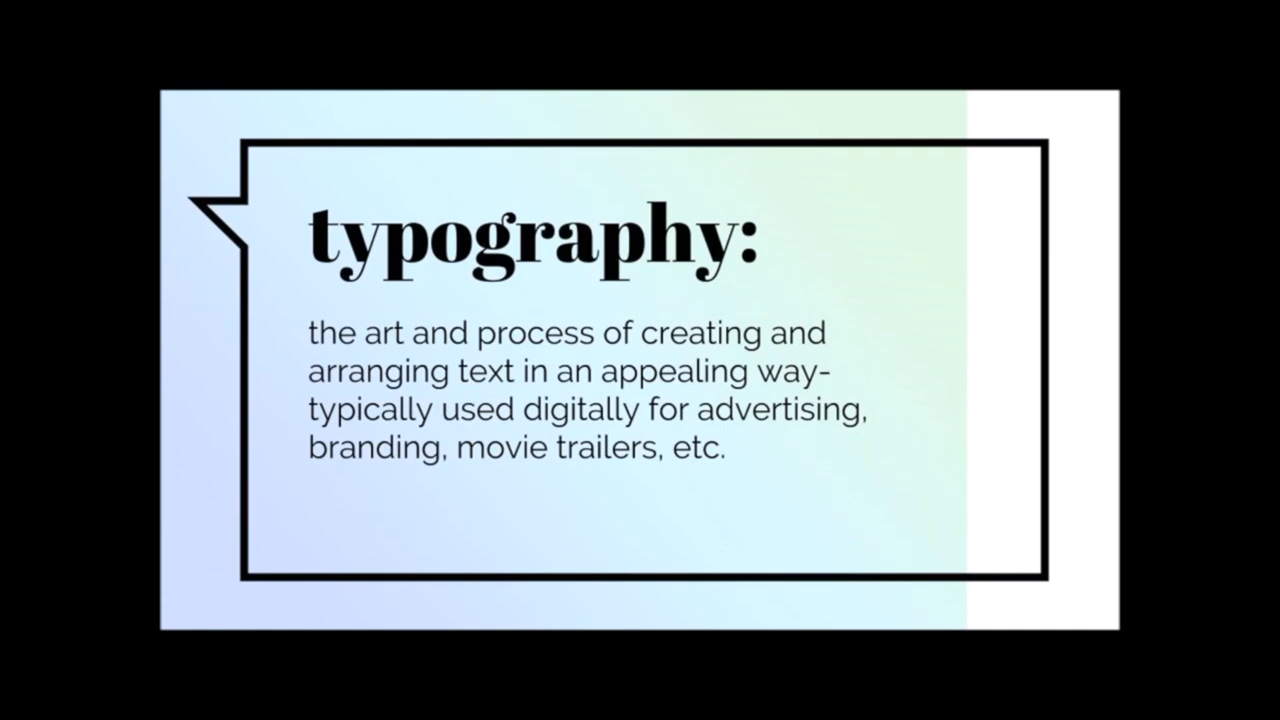 typography:
the art and process of creating and
arranging text in an appealing way-
typically used digitally for advertising,
branding, movie trailers, etc.